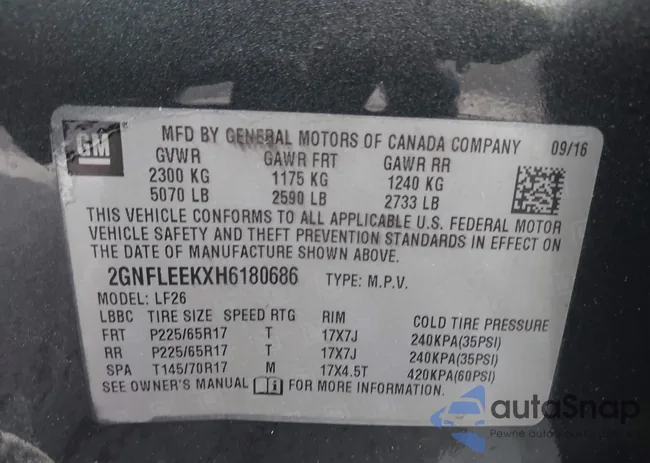 GM
MFD BY GENERAL MOTORS OF CANADA COMPANY 09/16
GVWR GAWR FRT GAWR RR
2300 KG 1175 KG 1240 KG
5070 LB 2590 LB 2733 LB
THIS VEHICLE CONFORMS TO ALL APPLICABLE U.S. FEDERAL MOTOR
VEHICLE SAFETY AND THEFT PREVENTION STANDARDS IN EFFECT ON
THE DATE OF MANUFACTURE SHOWN ABOVE.
2GNFLEEKXH6180686 TYPE: M.P.V.
MODEL: LF26
LBBC TIRE SIZE SPEED RTG RIM COLD TIRE PRESSURE
FRT P225/65R17 T 17X7J 240KPA(35PSI)
RR P225/65R17 T 17X7J 240KPA(35PSI)
SPA T145/70R17 M 17X4.5T 420KPA(60PSI)
SEE OWNER'S MANUAL FOR MORE INFORMATION.
autoSnap
Pewne auto